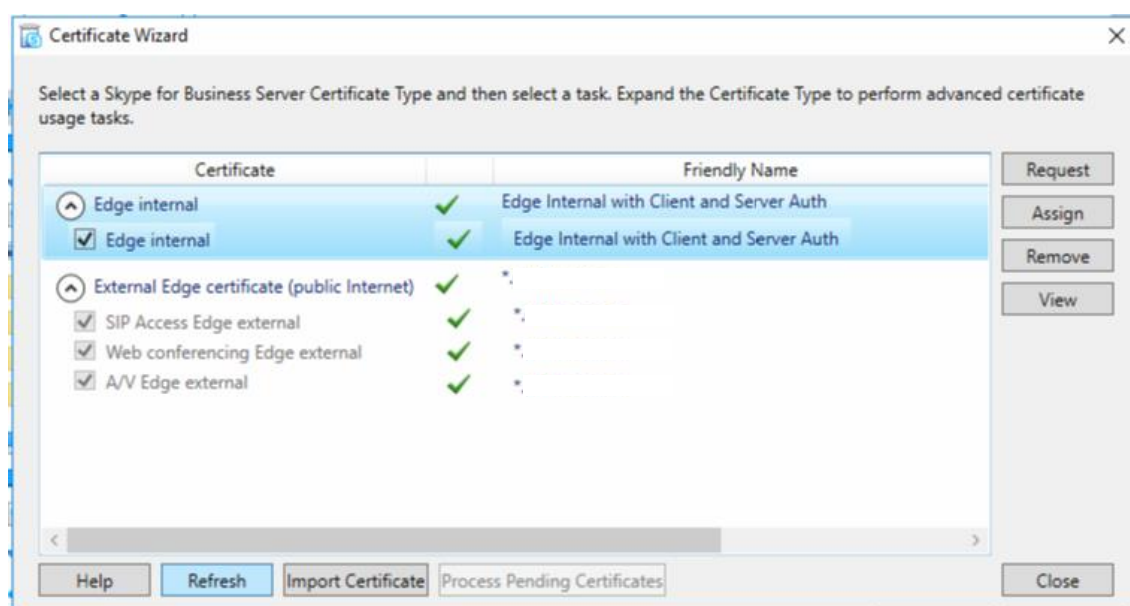 Certificate Wizard
Select a Skype for Business Server Certificate Type and then select a task. Expand the Certificate Type to perform advanced certificate
usage tasks.
Certificate Friendly Name
Edge internal Edge Internal with Client and Server Auth
Edge internal Edge Internal with Client and Server Auth
External Edge certificate (public Internet) *.
SIP Access Edge external *.
Web conferencing Edge external *.
A/V Edge external *.
Request
Assign
Remove
View
Help Refresh Import Certificate Process Pending Certificates Close